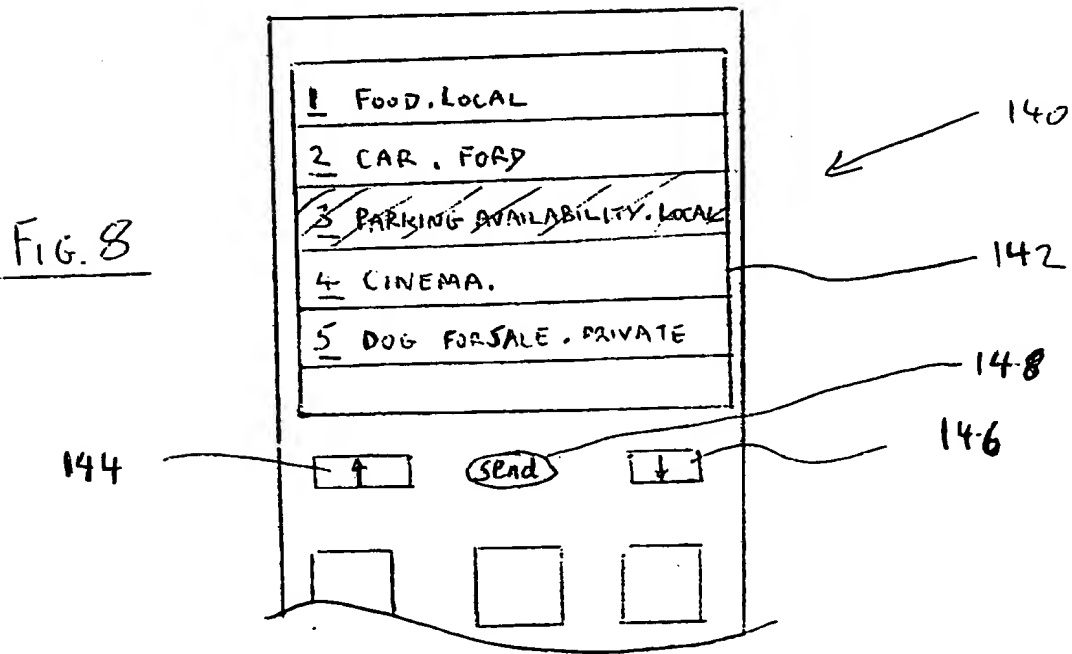 1 FOOD.LOCAL
140
2 CAR. FORD
3 PARKING AVAILABILITY.LOCAL
FIG. 8
142
4 CINEMA.
5 DOG FORSALE. PRIVATE
148
146
144
↑
send
↓